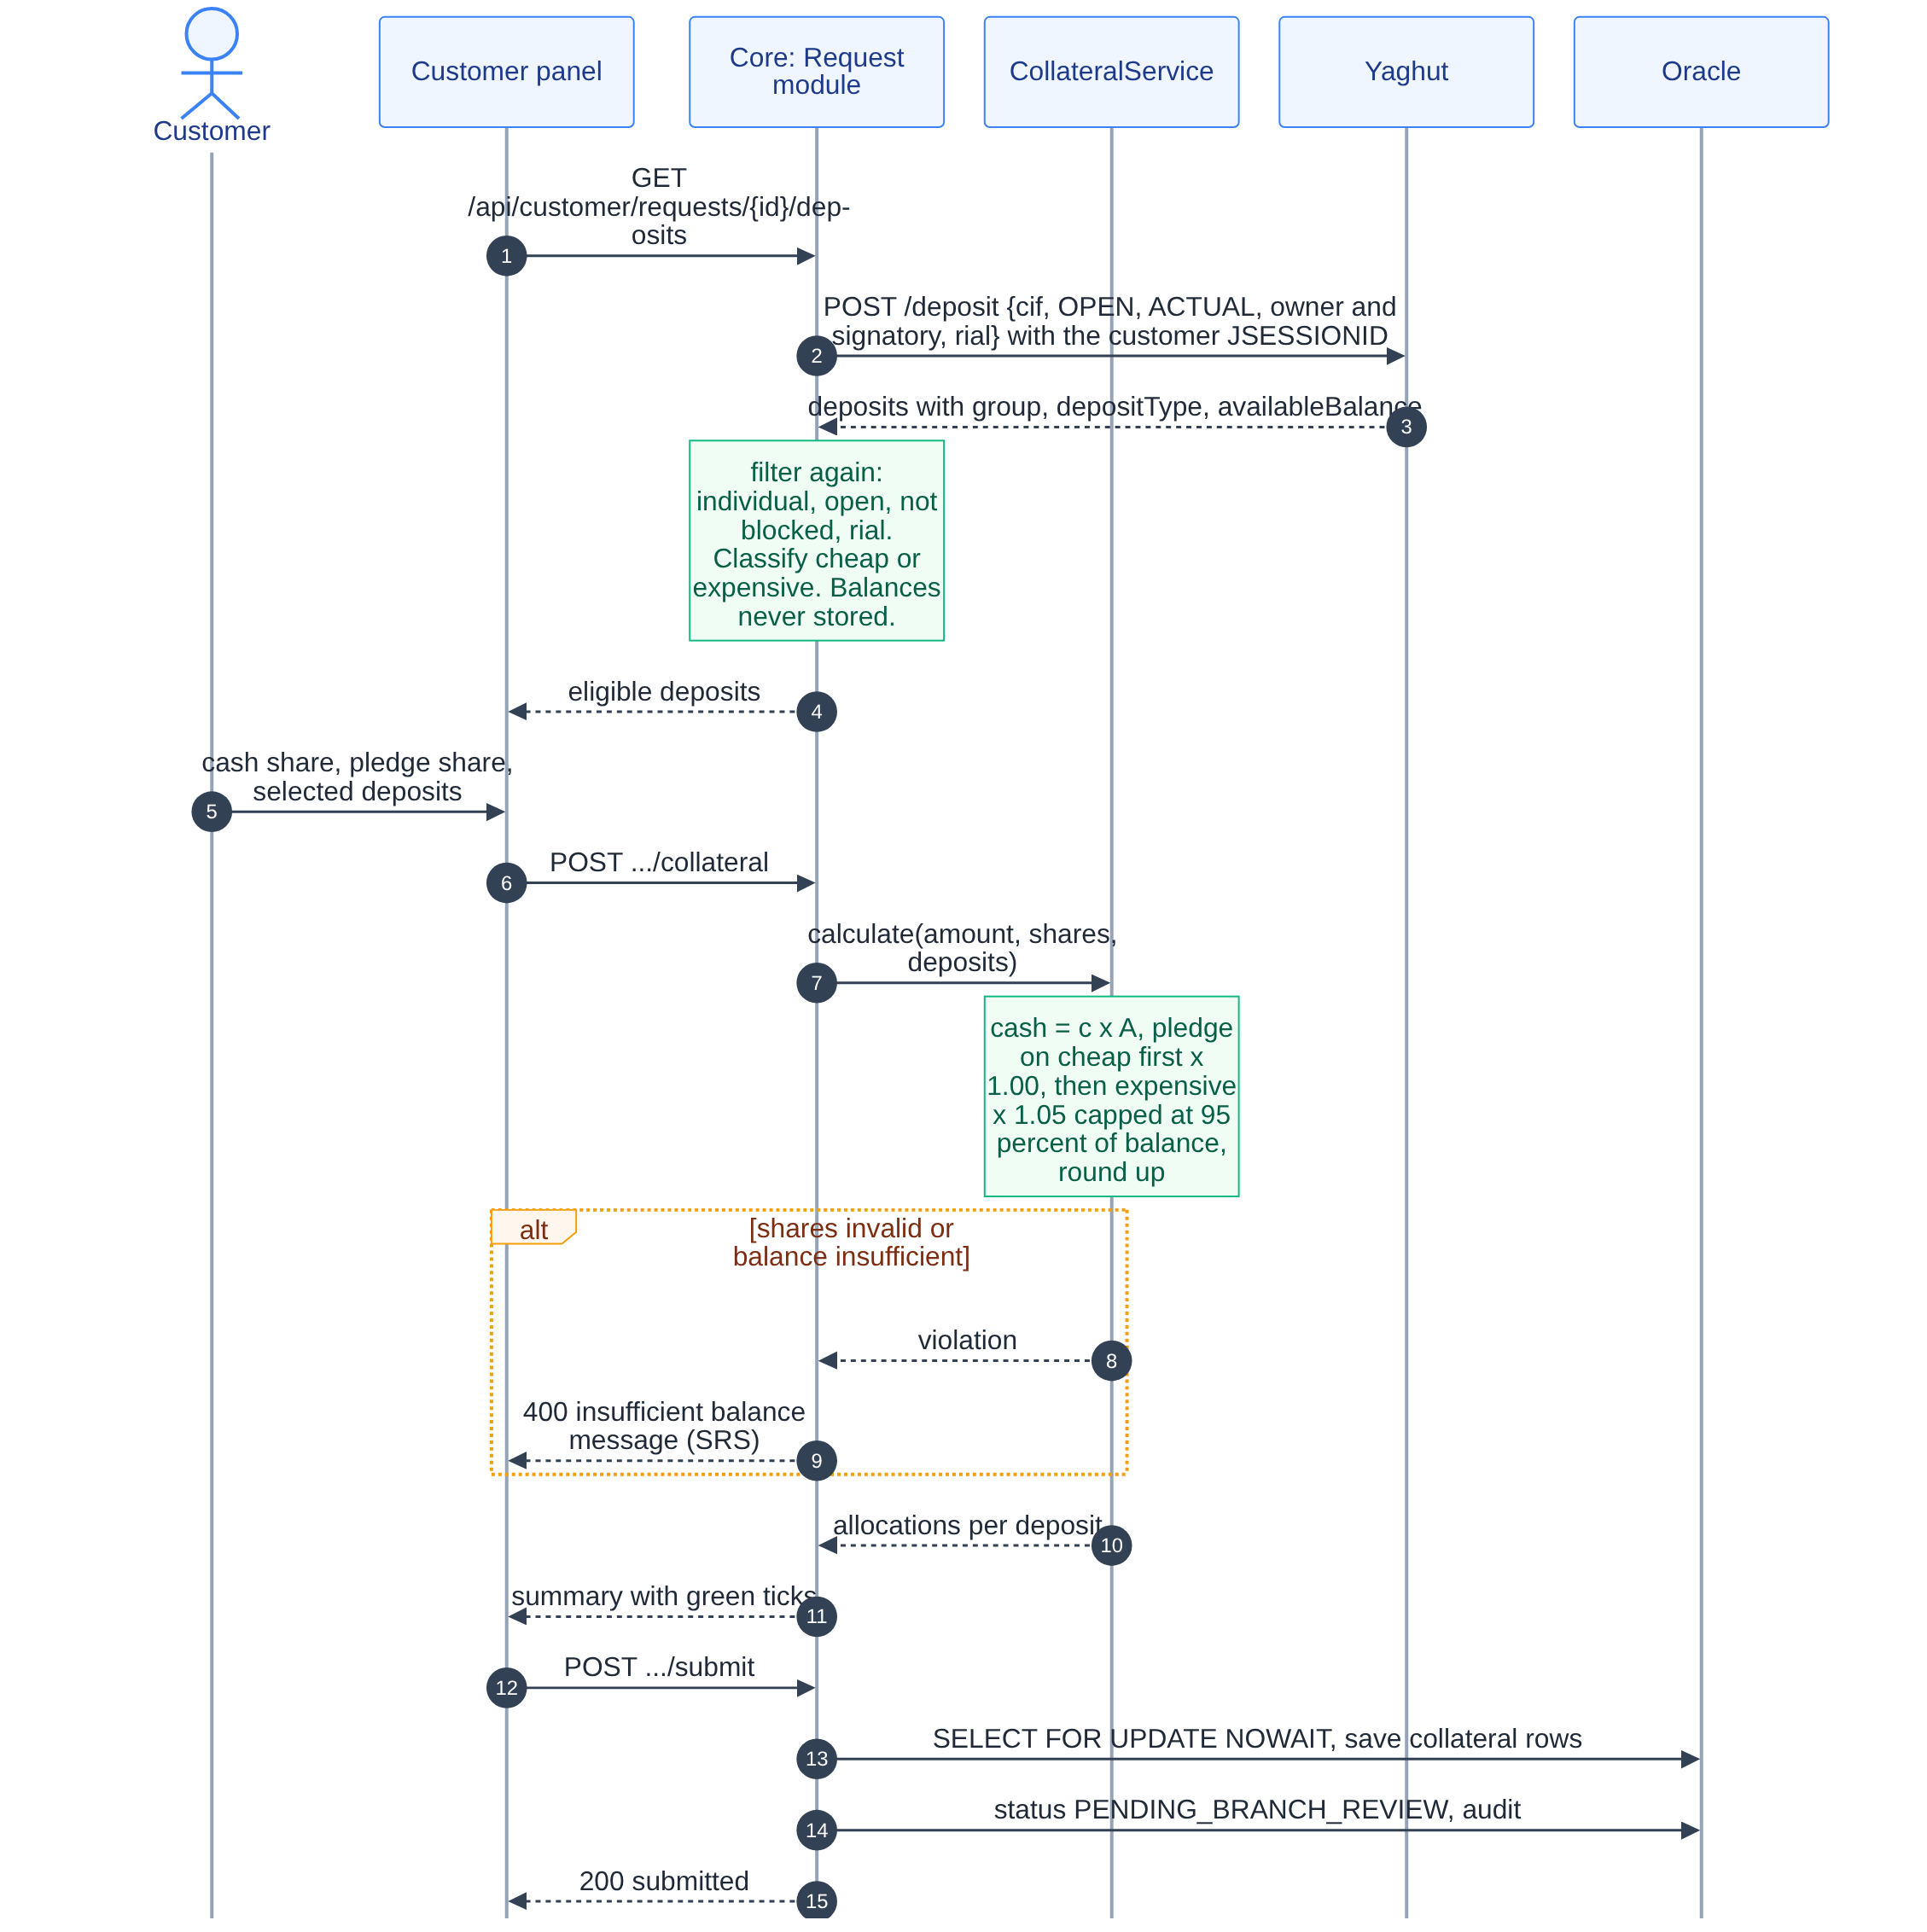 Customer
Customer panel
Core: Request
module
CollateralService
Yaghut
Oracle
GET
/api/customer/requests/{id}/dep-
osits
1
POST /deposit {cif, OPEN, ACTUAL, owner and
signatory, rial} with the customer JSESSIONID
2
deposits with group, depositType, availableBalance
3
filter again:
individual, open, not
blocked, rial.
Classify cheap or
expensive. Balances
never stored.
eligible deposits
4
cash share, pledge share,
selected deposits
5
POST .../collateral
6
calculate(amount, shares,
deposits)
7
cash = c x A, pledge
on cheap first x
1.00, then expensive
x 1.05 capped at 95
percent of balance,
round up
alt
[shares invalid or
balance insufficient]
violation
8
400 insufficient balance
message (SRS)
9
allocations per deposit
10
summary with green ticks
11
POST .../submit
12
SELECT FOR UPDATE NOWAIT, save collateral rows
13
status PENDING_BRANCH_REVIEW, audit
14
200 submitted
15